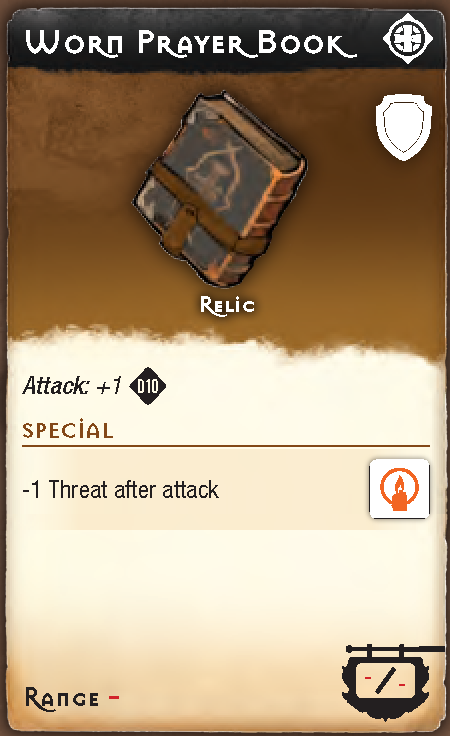 Worn Prayer Book
Relic
Attack: +1 D10
SPECIAL
-1 Threat after attack
Range -
- / -